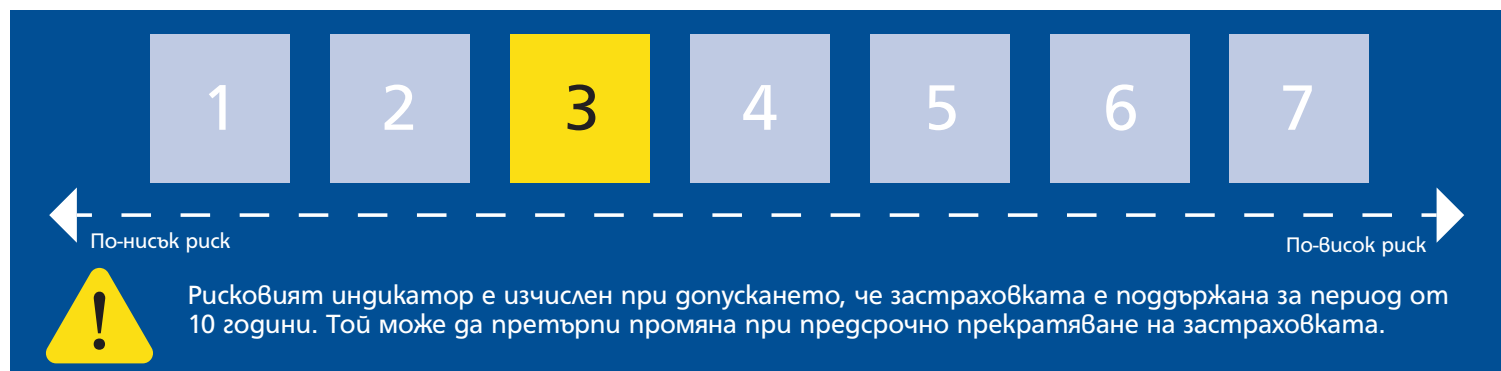 1 2 3 4 5 6 7
По-нисък риск По-висок риск
! Рисковият индикатор е изчислен при допускането, че застраховката е поддържана за период от
10 години. Той може да претърпи промяна при предсрочно прекратяване на застраховката.